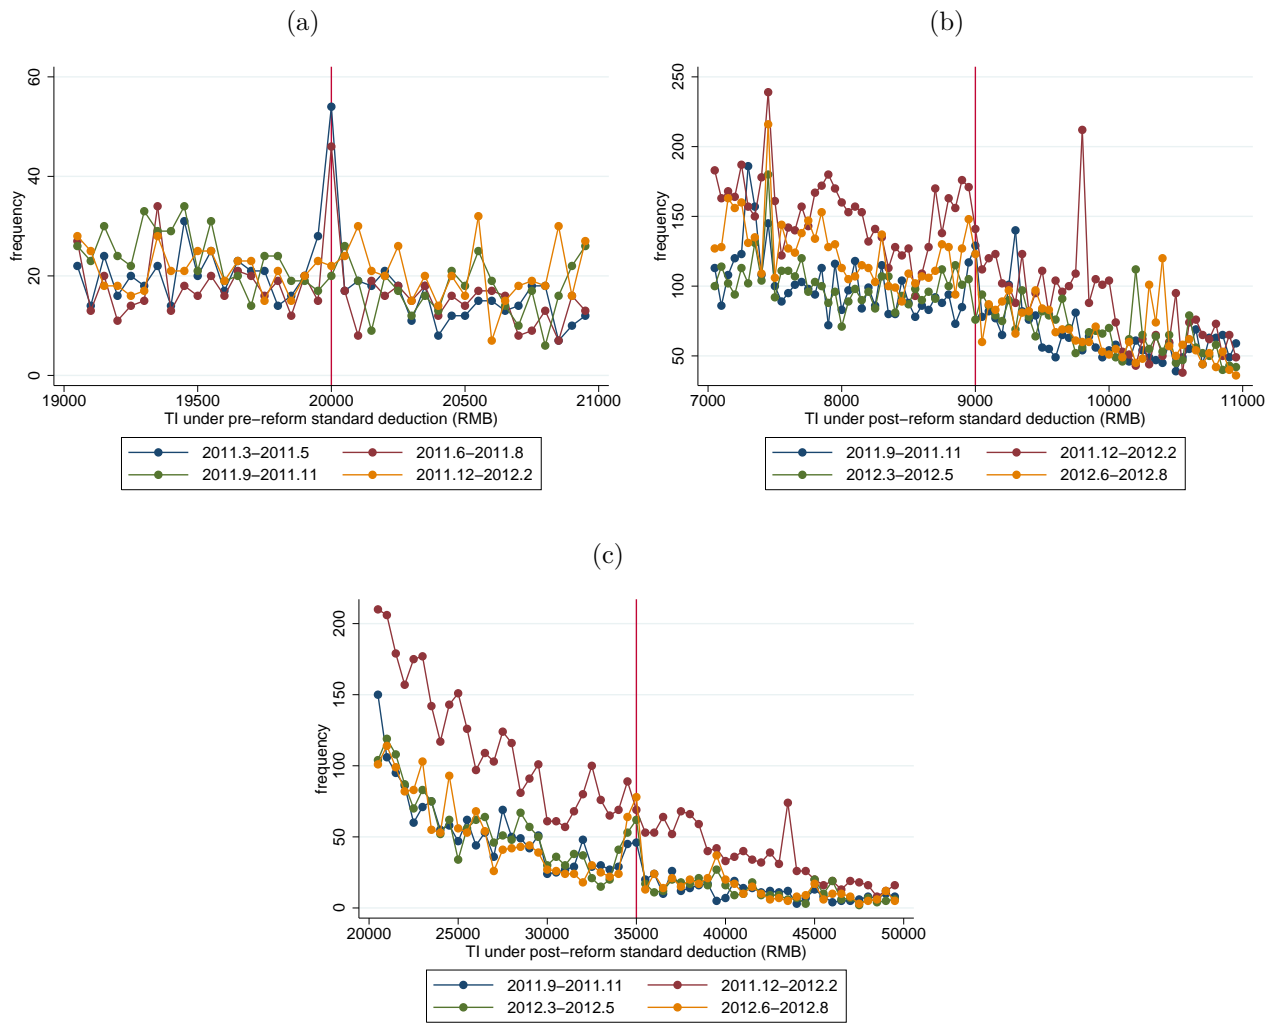 (a)
frequency
60
40
20
0
19000 19500 20000 20500 21000
TI under pre−reform standard deduction (RMB)
2011.3−2011.5 2011.6−2011.8
2011.9−2011.11 2011.12−2012.2
(b)
frequency
250
200
150
100
50
7000 8000 9000 10000 11000
TI under post−reform standard deduction (RMB)
2011.9−2011.11 2011.12−2012.2
2012.3−2012.5 2012.6−2012.8
(c)
frequency
200
150
100
50
0
20000 25000 30000 35000 40000 45000 50000
TI under post−reform standard deduction (RMB)
2011.9−2011.11 2011.12−2012.2
2012.3−2012.5 2012.6−2012.8